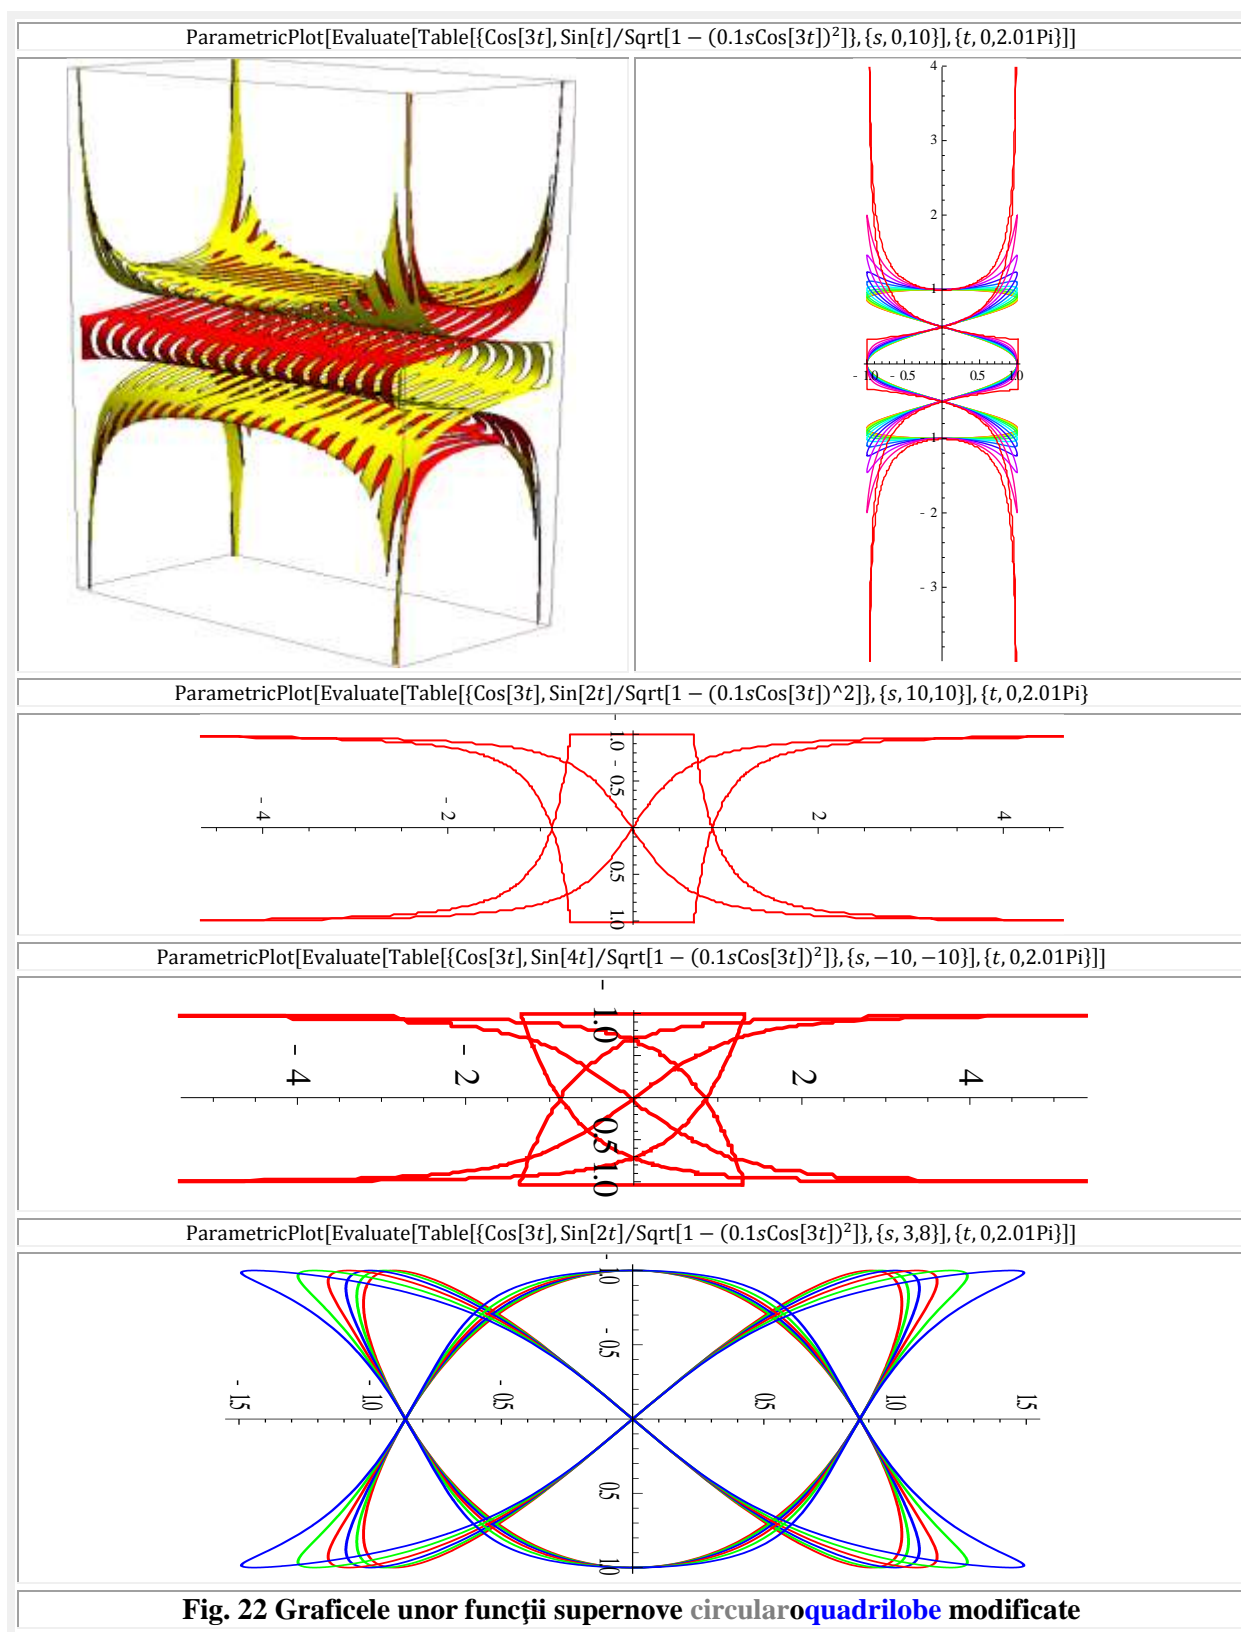 ParametricPlot[Evaluate[Table[{Cos[3t], Sin[t]/Sqrt[1 − (0.1sCos[3t])²]}, {s, 0,10}], {t, 0,2.01Pi}]]
4
3
2
1
- 1.0 - 0.5 0.5 1.0
- 1
- 2
- 3
ParametricPlot[Evaluate[Table[{Cos[3t], Sin[2t]/Sqrt[1 − (0.1sCos[3t])^2]}, {s, 10,10}], {t, 0,2.01Pi}
- 1.0
- 0.5
- 4 - 2 2 4
0.5
1.0
ParametricPlot[Evaluate[Table[{Cos[3t], Sin[4t]/Sqrt[1 − (0.1sCos[3t])²]}, {s, −10, −10}], {t, 0,2.01Pi}]]
- 1.0
- 4 - 2 2 4
0.5
1.0
ParametricPlot[Evaluate[Table[{Cos[3t], Sin[2t]/Sqrt[1 − (0.1sCos[3t])²]}, {s, 3,8}], {t, 0,2.01Pi}]]
- 1.0
- 0.5
- 1.5 - 1.0 - 0.5 0.5 1.0 1.5
0.5
1.0
Fig. 22 Graficele unor funcţii supernove circularoquadrilobe modificate